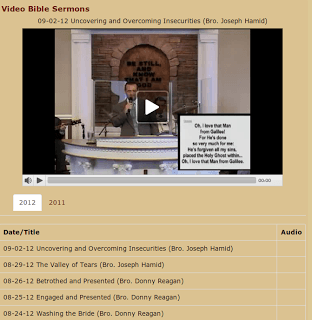 Video Bible Sermons
09-02-12 Uncovering and Overcoming Insecurities (Bro. Joseph Hamid)
BE STILL,
AND
KNOW
THAT I AM
GOD
Oh, I love that Man
from Galilee!
For He's done
so very much for me:
He's forgiven all my sins,
placed the Holy Ghost within...
Oh, I love that Man from Galilee.
00:00
2012 2011
Date/Title Audio
09-02-12 Uncovering and Overcoming Insecurities (Bro. Joseph Hamid)
08-29-12 The Valley of Tears (Bro. Joseph Hamid)
08-26-12 Betrothed and Presented (Bro. Donny Reagan)
08-25-12 Engaged and Presented (Bro. Donny Reagan)
08-24-12 Washing the Bride (Bro. Donny Reagan)